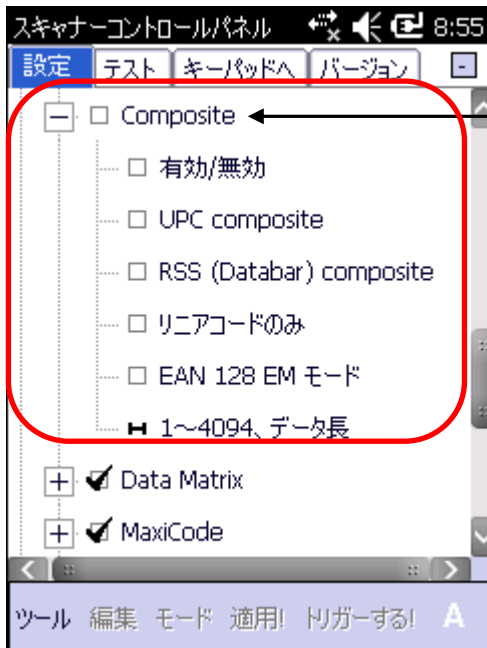 スキャナーコントロールパネル 8:55
設定 テスト キーパッドへ バージョン
Composite
有効/無効
UPC composite
RSS (Databar) composite
リニアコードのみ
EAN 128 EM モード
1～4094、データ長
Data Matrix
MaxiCode
ツール 編集 モード 適用! トリガーする! A